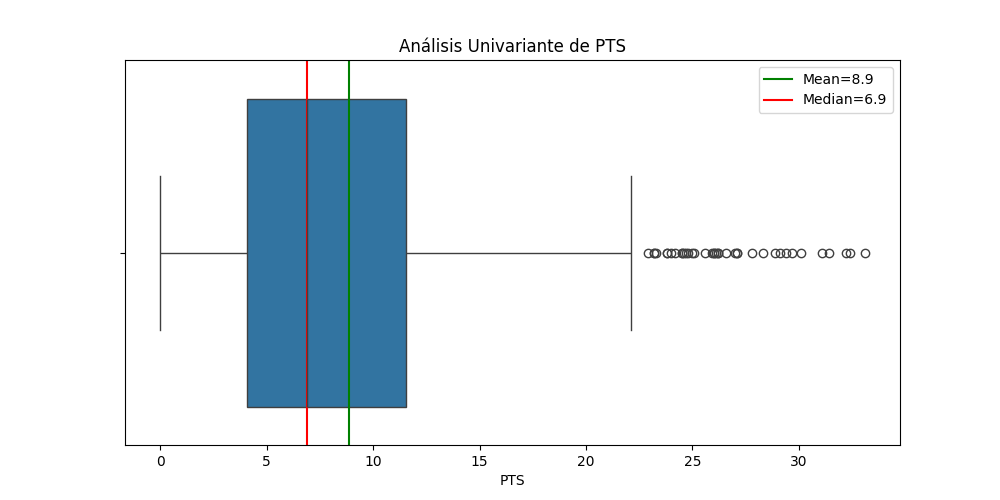 Análisis Univariante de PTS
Mean=8.9
Median=6.9
0 5 10 15 20 25 30
PTS